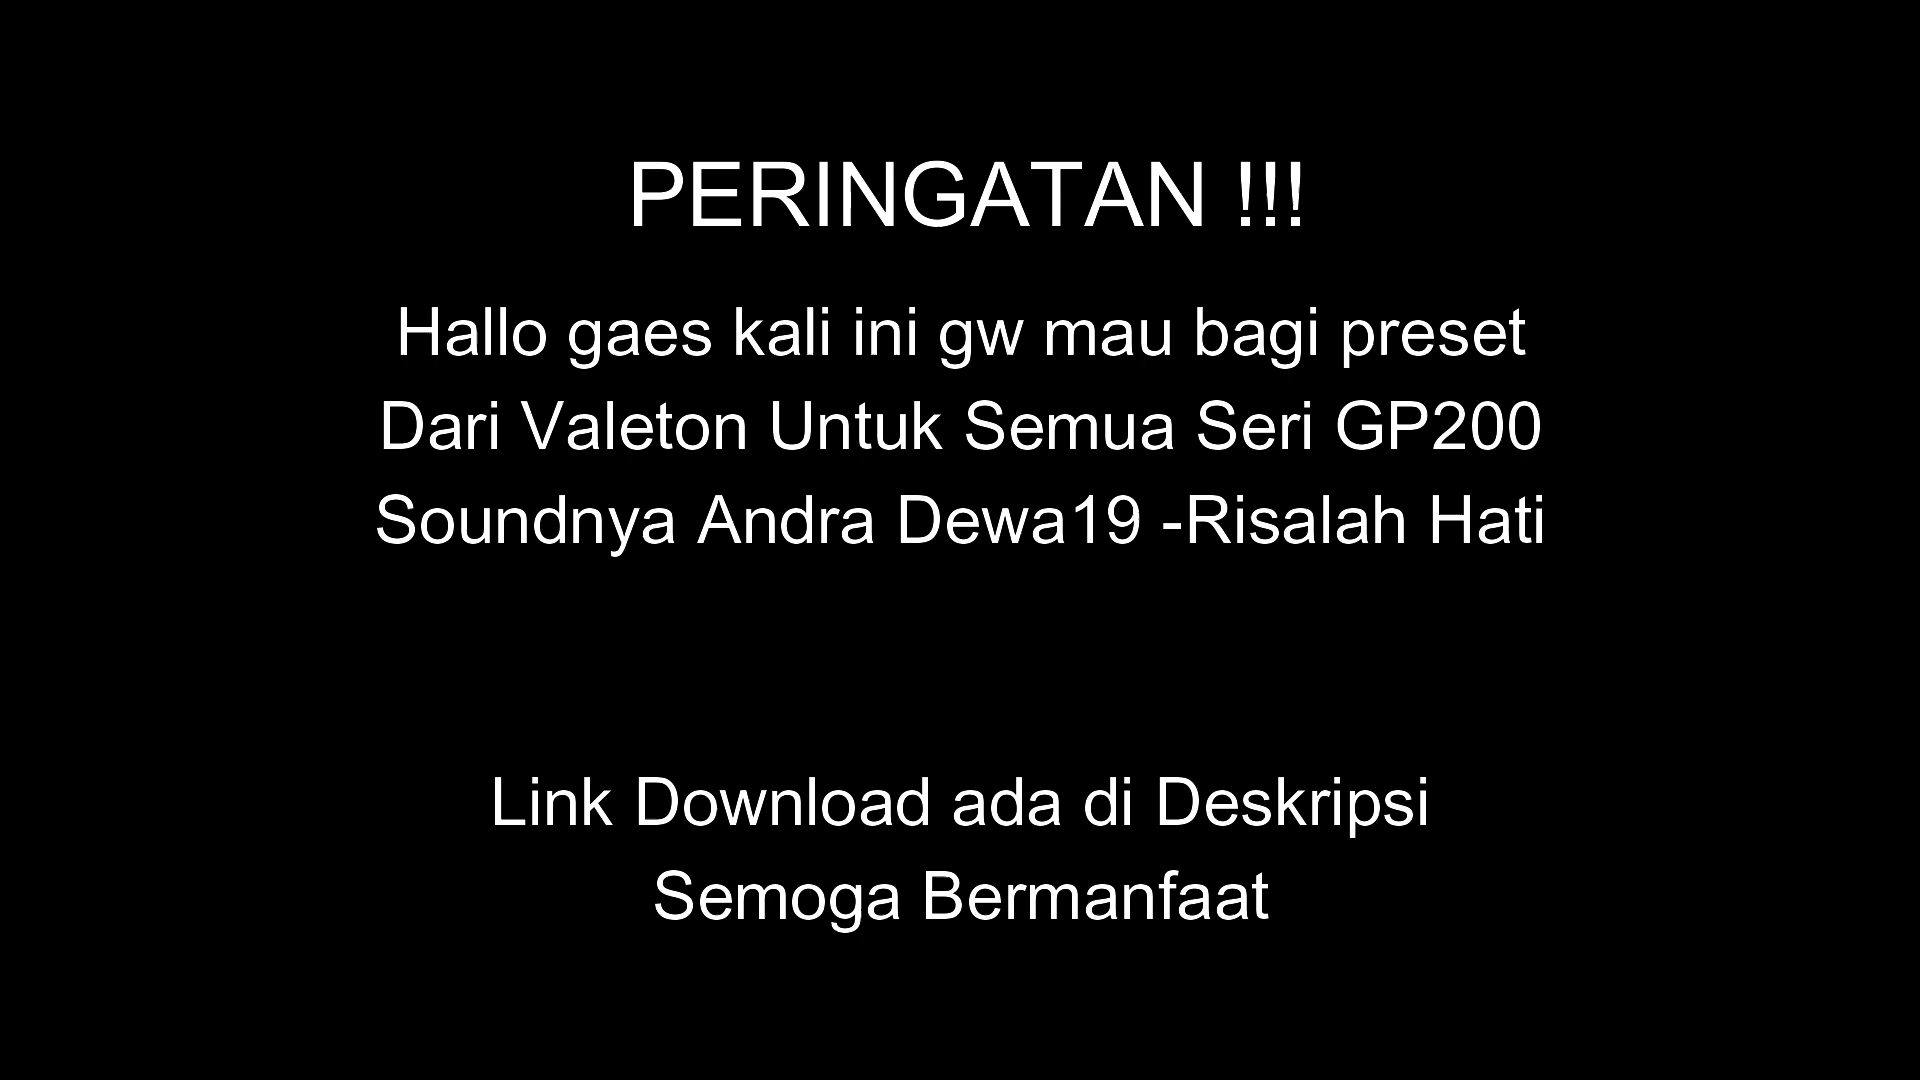 PERINGATAN !!!
Hallo gaes kali ini gw mau bagi preset
Dari Valeton Untuk Semua Seri GP200
Soundnya Andra Dewa19 -Risalah Hati
Link Download ada di Deskripsi
Semoga Bermanfaat